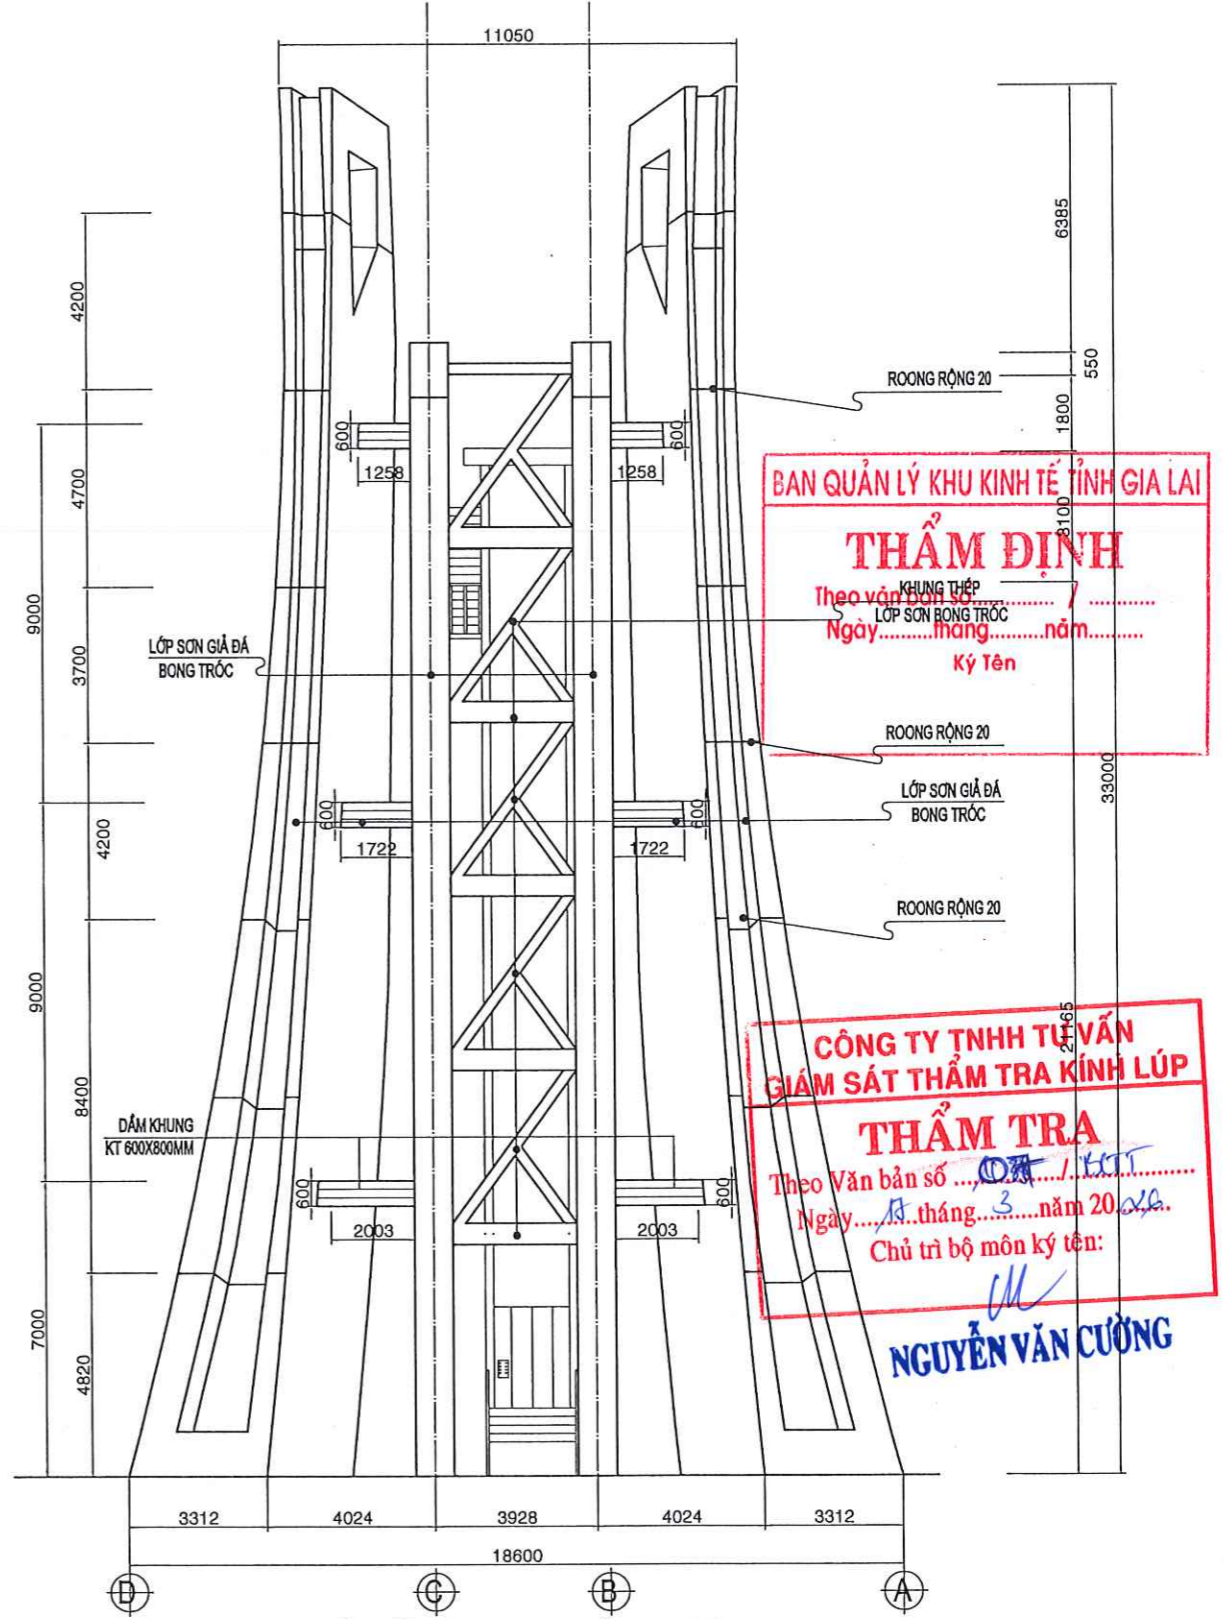 11050
6385
4200
550
ROONG RỘNG 20
1800
600
600
1258
1258
4700
BAN QUẢN LÝ KHU KINH TẾ TỈNH GIA LAI
8100
THẨM ĐỊNH
KHUNG THÉP
Theo văn bản số............... / ............
LỚP SƠN BONG TRÓC
Ngày.........tháng.........năm.........
Ký Tên
9000
3700
LỚP SƠN GIẢ ĐÁ
BONG TRÓC
ROONG RỘNG 20
33000
LỚP SƠN GIẢ ĐÁ
BONG TRÓC
600
600
1722
1722
4200
ROONG RỘNG 20
9000
21165
CÔNG TY TNHH TƯ VẤN
GIÁM SÁT THẨM TRA KÍNH LÚP
8400
DẦM KHUNG
KT 600X800MM
THẨM TRA
Theo Văn bản số ........../..........
Ngày...17...tháng...3...năm 20...26...
Chủ trì bộ môn ký tên:
600
600
2003
2003
NGUYỄN VĂN CƯỜNG
7000
4820
3312
4024
3928
4024
3312
18600
D
C
B
A